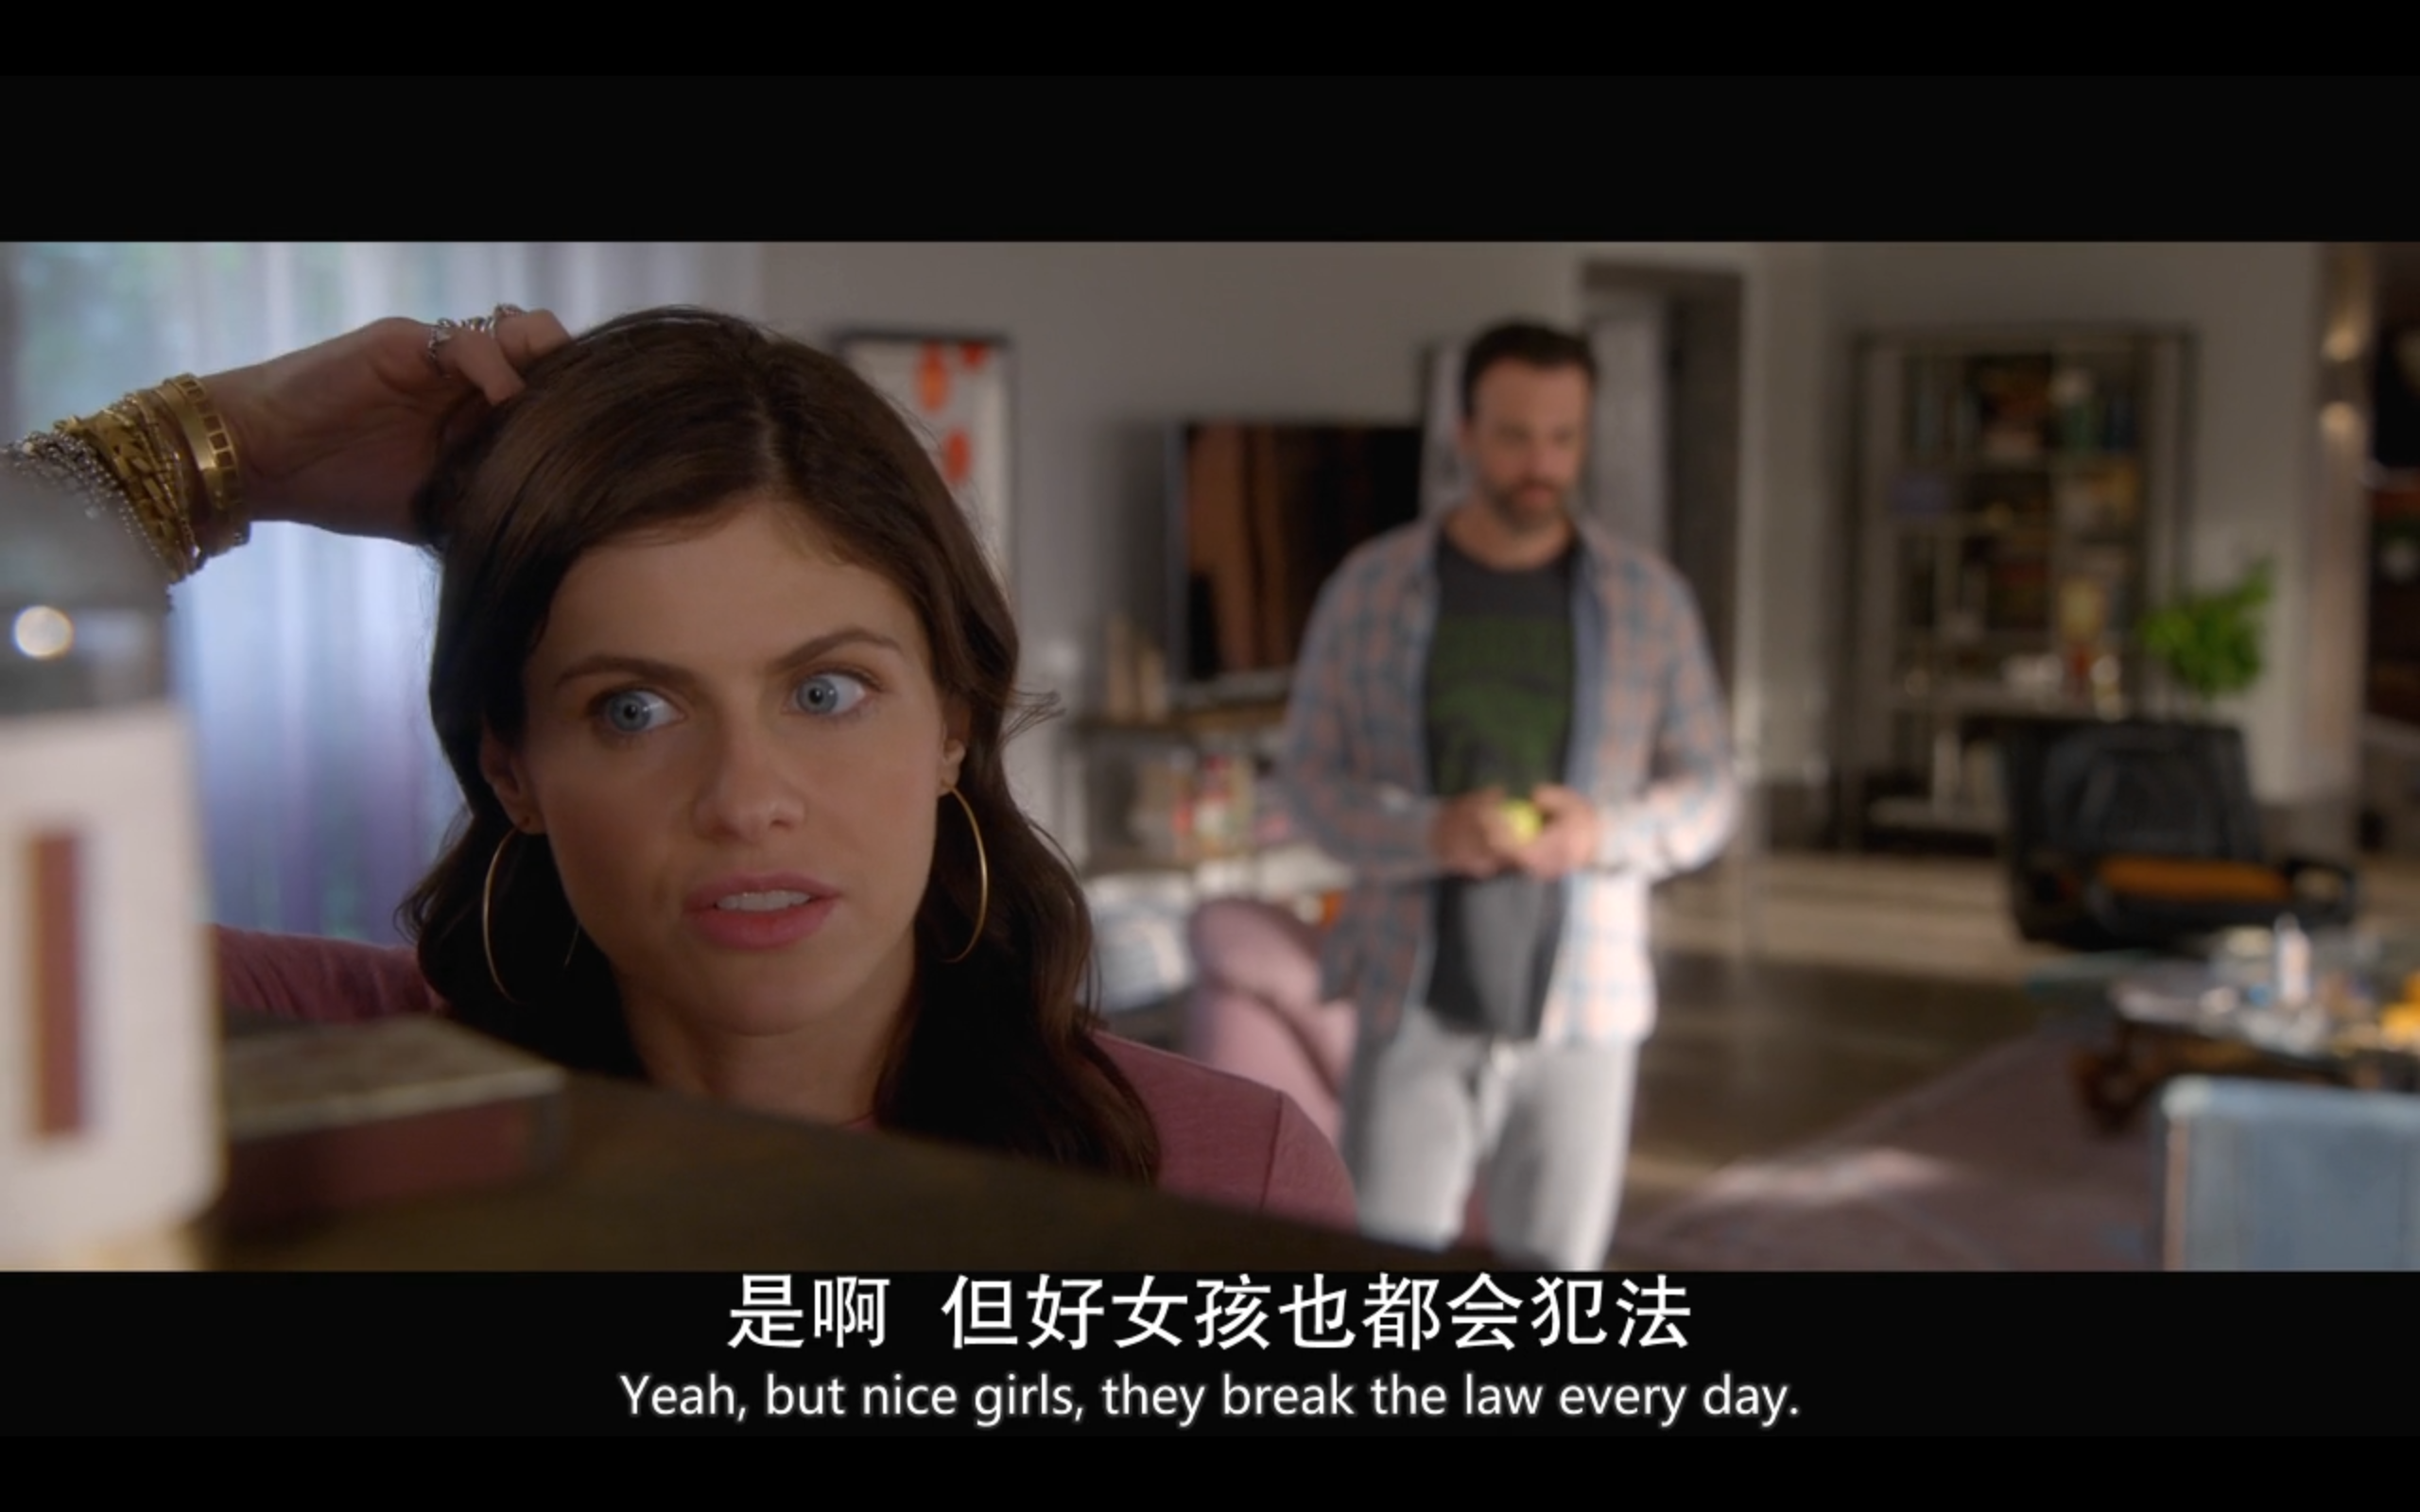 是啊 但好女孩也都会犯法
Yeah, but nice girls, they break the law every day.